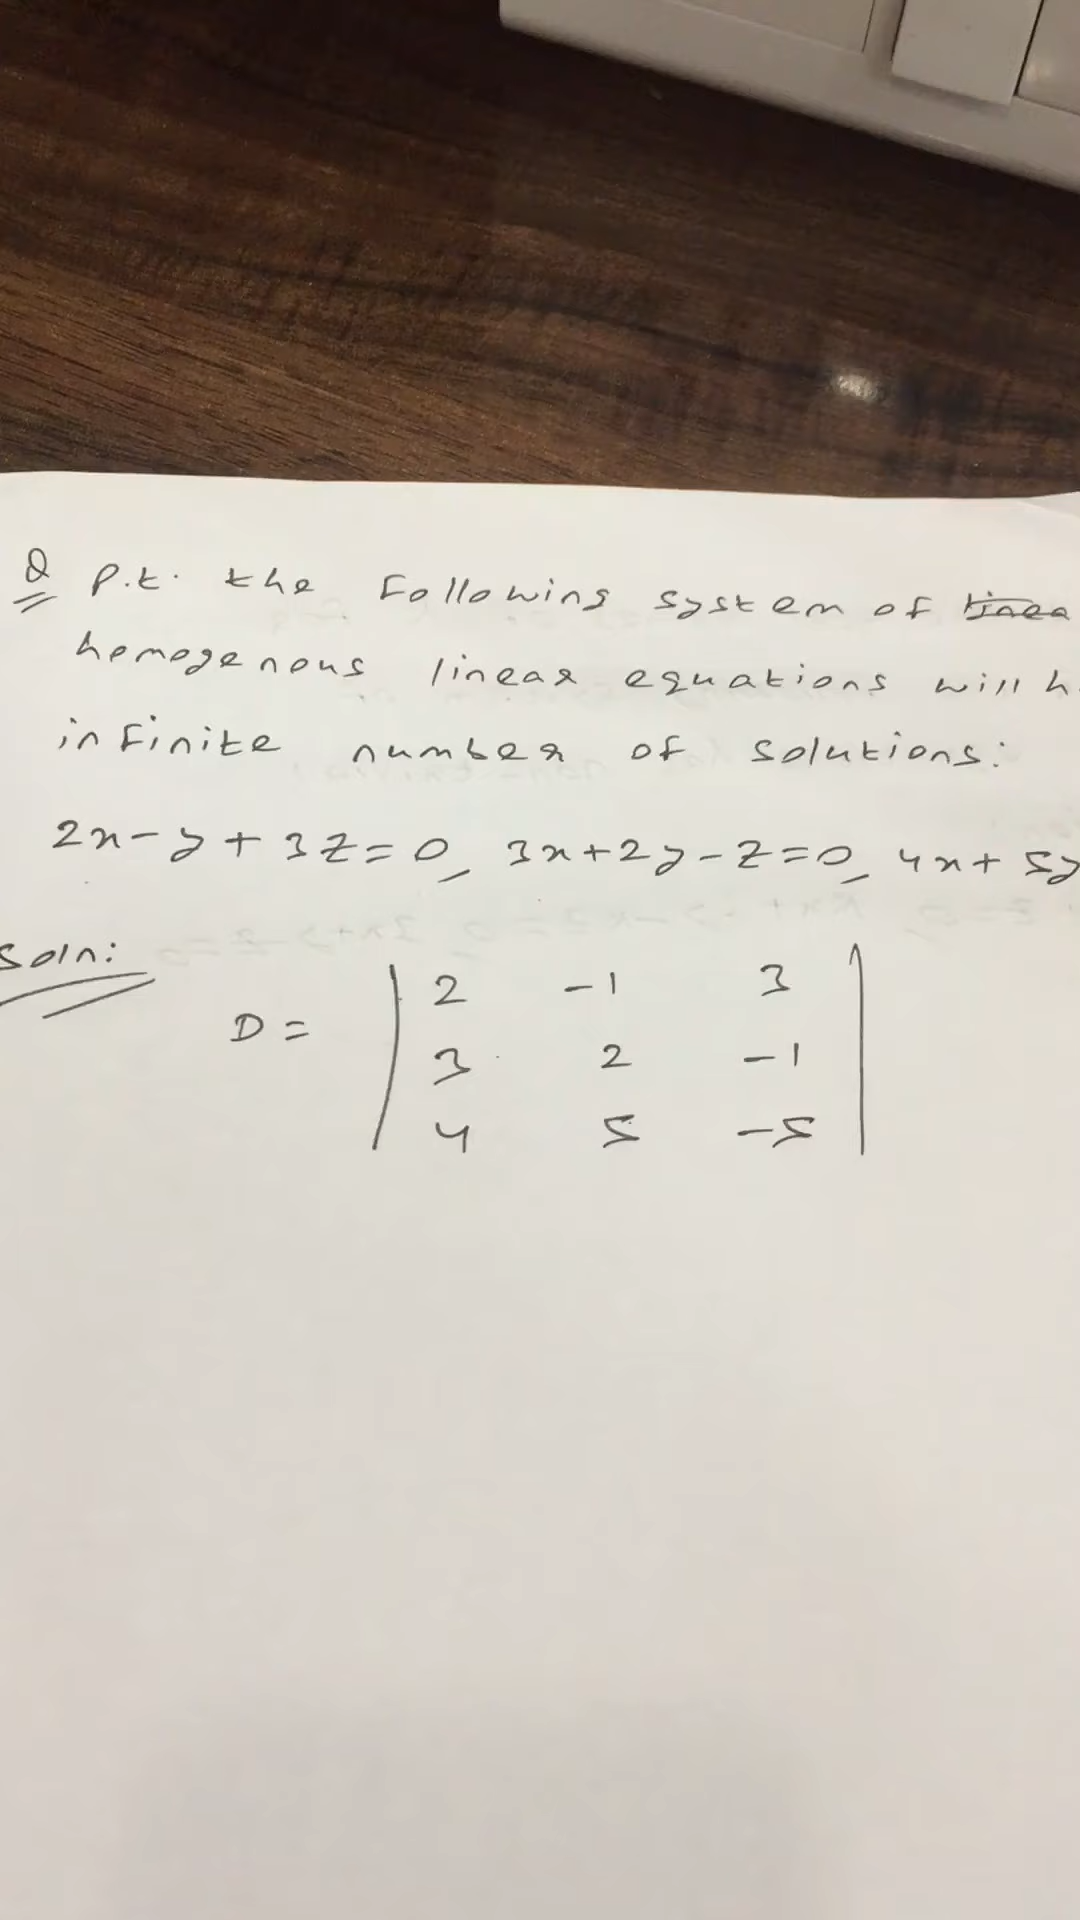 Q P.t. the following system of
homogenous linear equations will
infinite number of solutions:
2x-y+3z=0, 3x+2y-z=0, 4x+5y
Soln:
D = | 2 -1 3 |
| 3 2 -1 |
| 4 5 -5 |